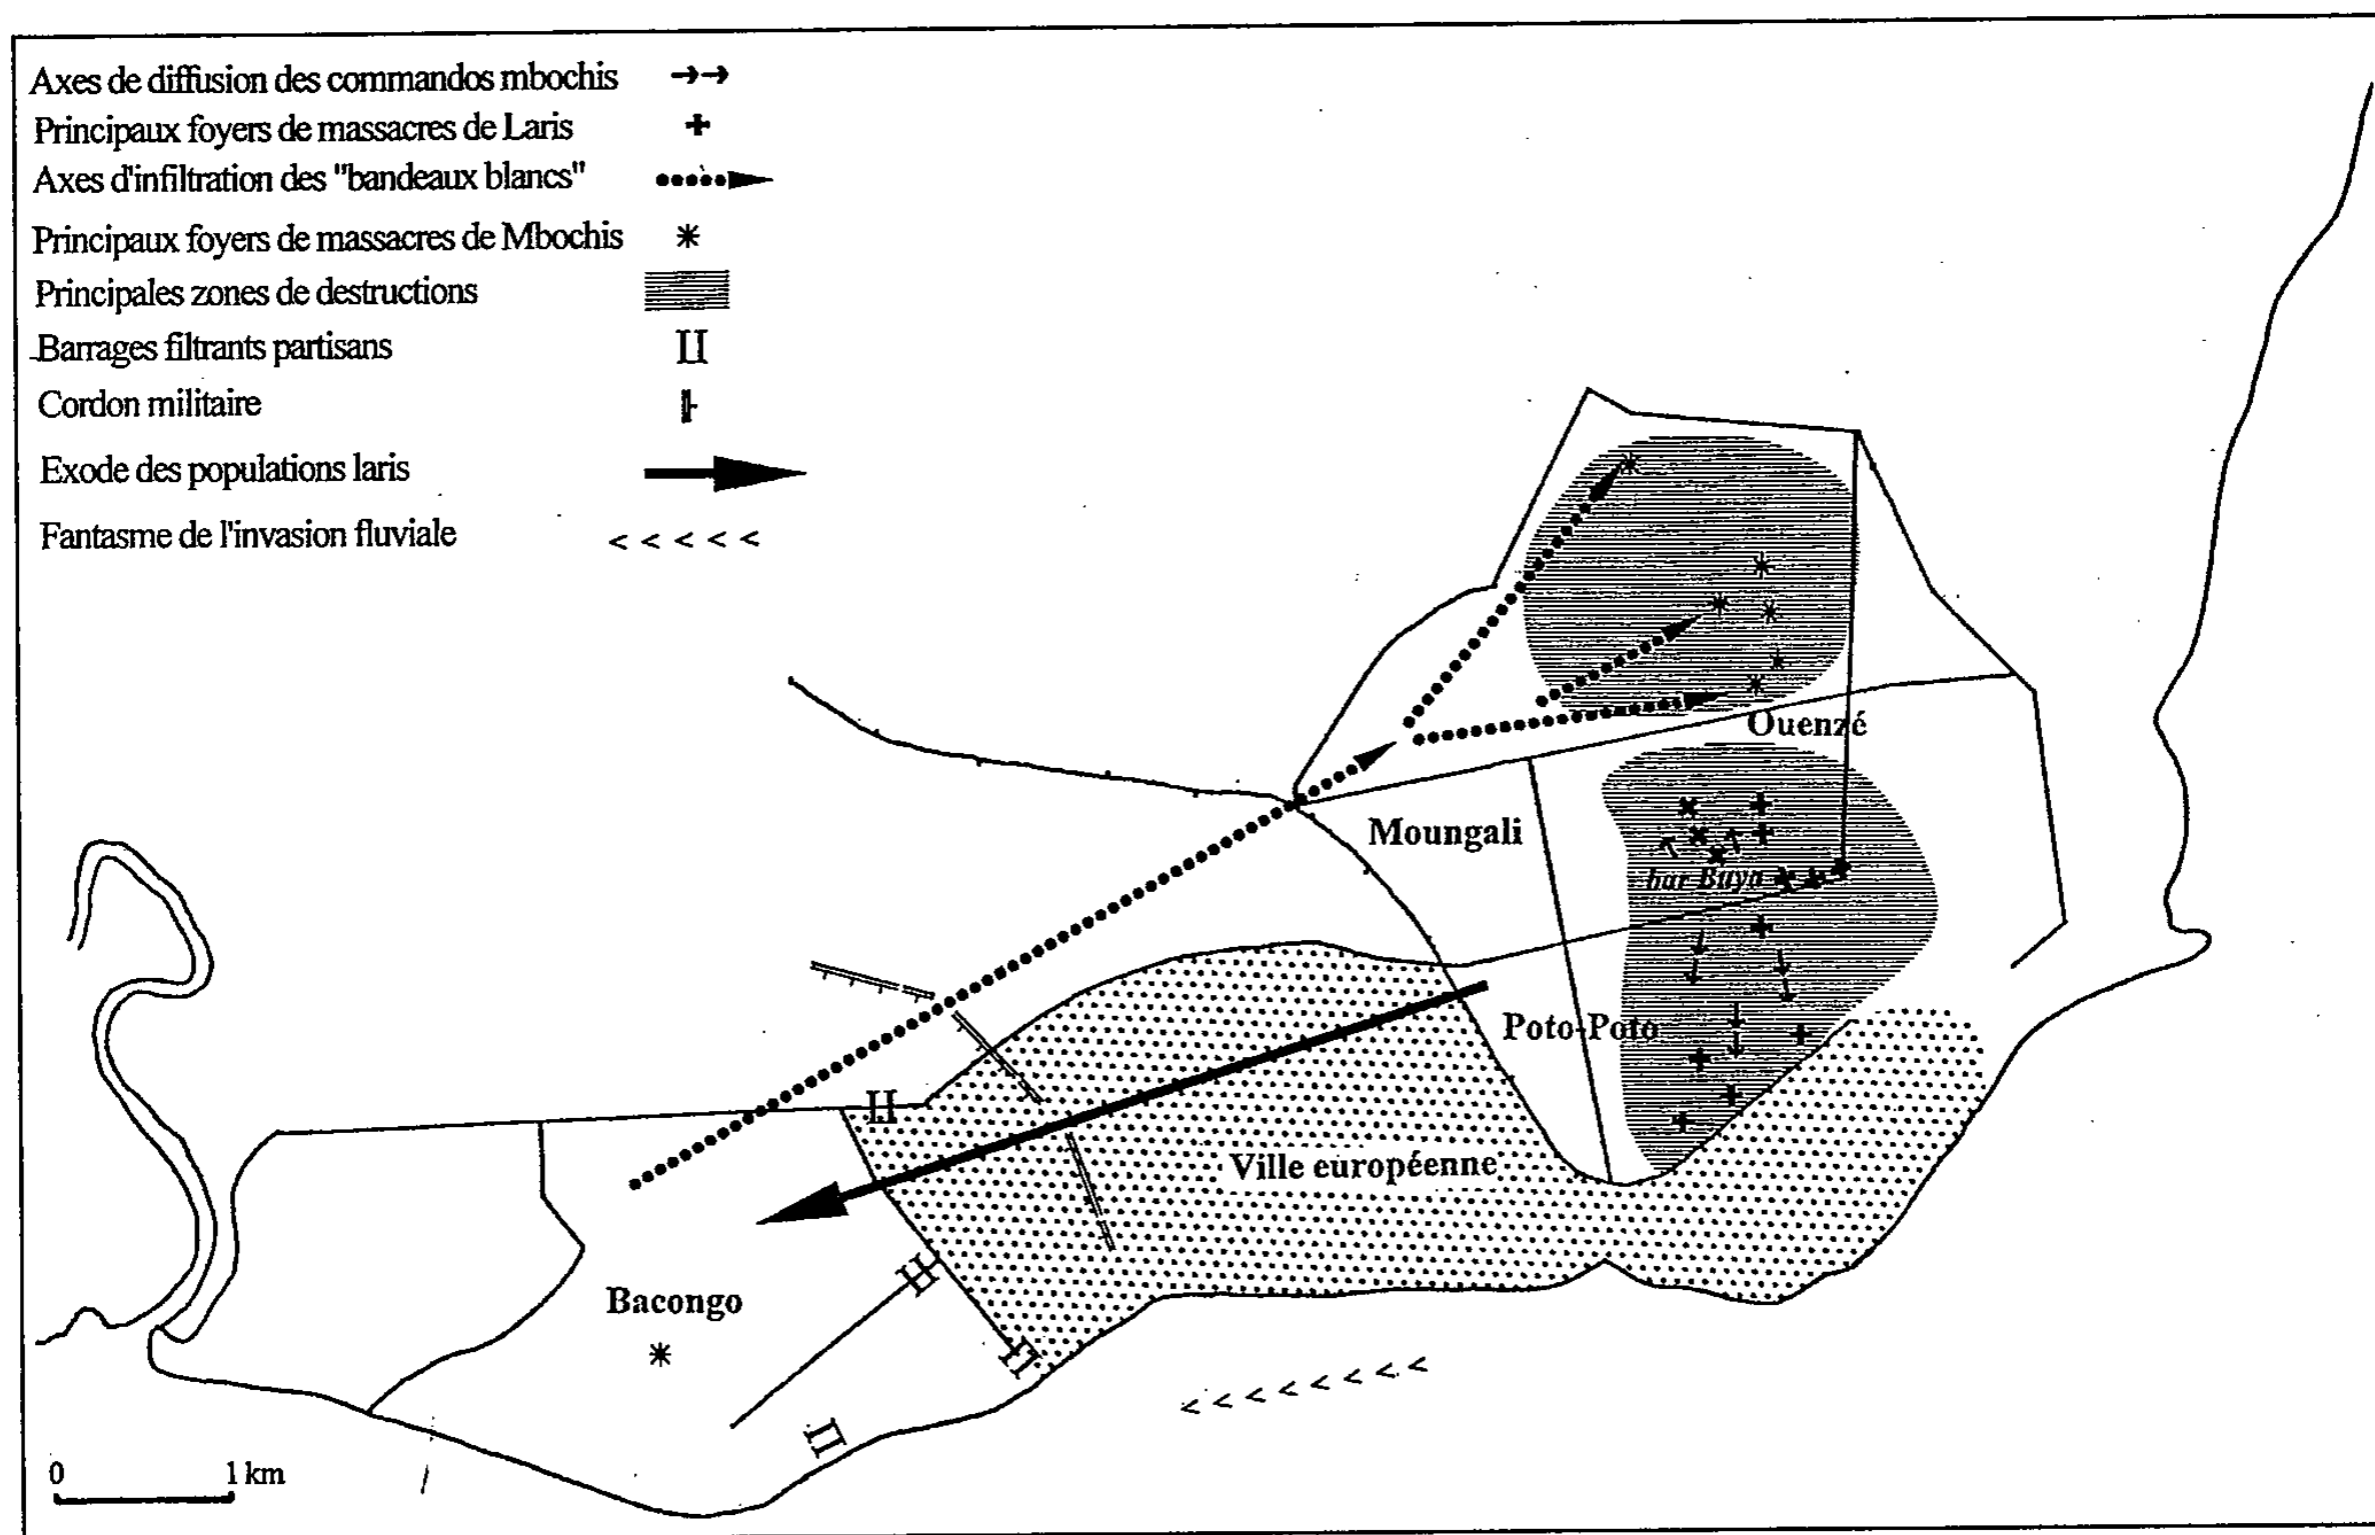 Axes de diffusion des commandos mbochis
Principaux foyers de massacres de Laris
Axes d'infiltration des "bandeaux blancs"
Principaux foyers de massacres de Mbochis
Principales zones de destructions
Barrages filtrants partisans
Cordon militaire
Exode des populations laris
Fantasme de l'invasion fluviale
Ouenzé
Moungali
bar Buya
Poto-Poto
Ville européenne
Bacongo
0 1 km